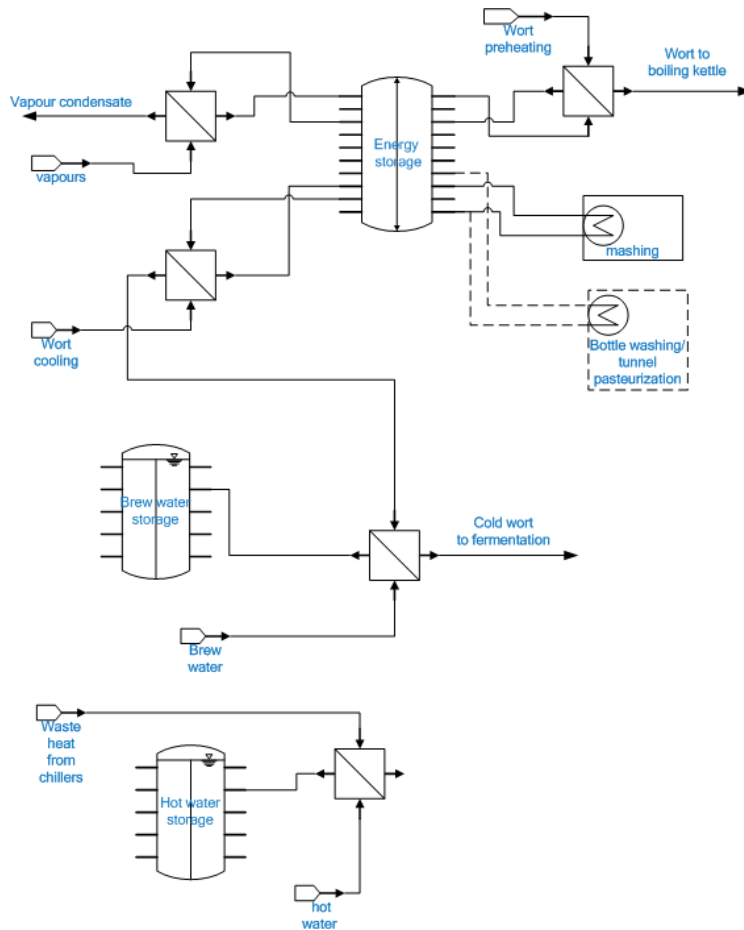 Wort
preheating
Wort to
boiling kettle
Vapour condensate
Energy
storage
vapours
mashing
Wort
cooling
Bottle washing/
tunnel
pasteurization
Brew water
storage
Cold wort
to fermentation
Brew
water
Waste
heat
from
chillers
Hot water
storage
hot
water